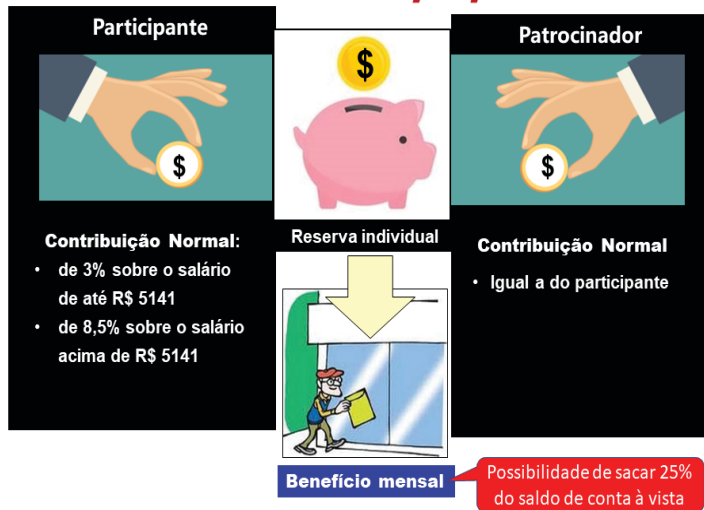 Participante
$
Contribuição Normal:
• de 3% sobre o salário
de até R$ 5141
• de 8,5% sobre o salário
acima de R$ 5141
$
Reserva individual
Benefício mensal
Possibilidade de sacar 25%
do saldo de conta à vista
Patrocinador
$
Contribuição Normal
• Igual a do participante